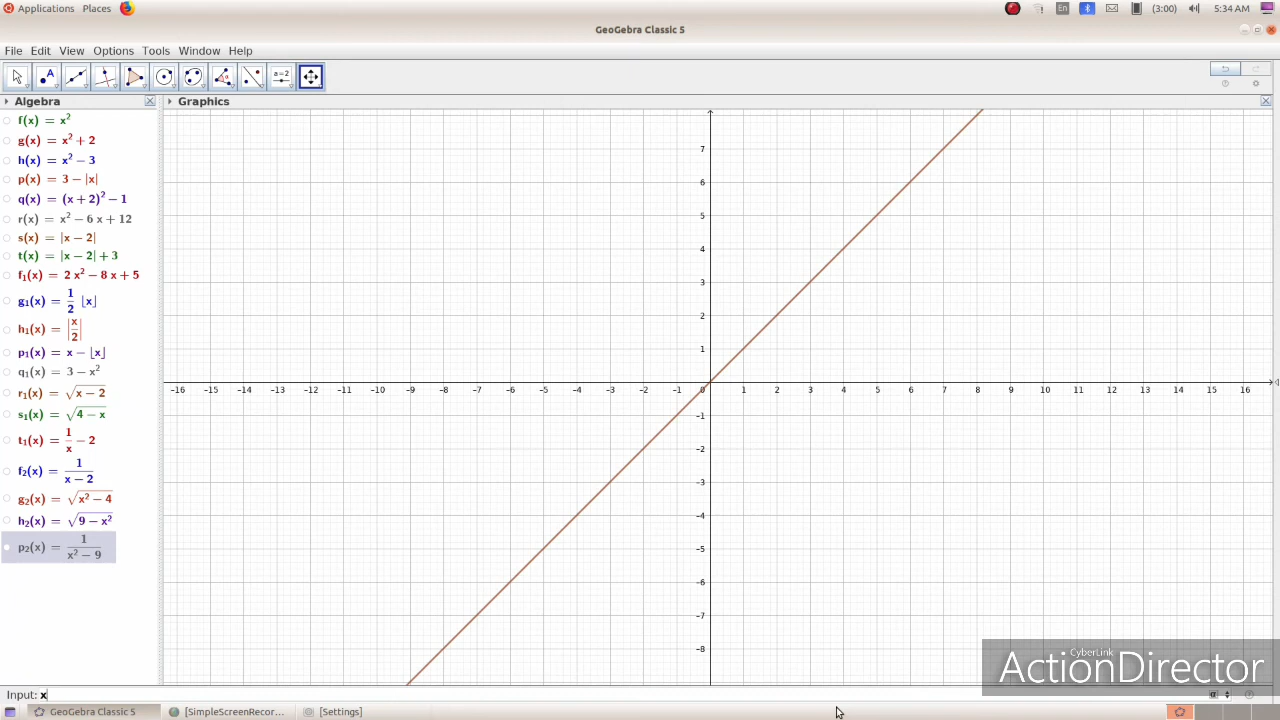 Applications Places En (3:00) 5:34 AM
GeoGebra Classic 5
File Edit View Options Tools Window Help
A α a=2
Algebra Graphics
f(x) = x²
g(x) = x² + 2
h(x) = x² − 3
p(x) = 3 − |x|
q(x) = (x + 2)² − 1
r(x) = x² − 6 x + 12
s(x) = |x − 2|
t(x) = |x − 2| + 3
f₁(x) = 2 x² − 8 x + 5
g₁(x) = 1/2 ⌊x⌋
h₁(x) = |x/2|
p₁(x) = x − ⌊x⌋
q₁(x) = 3 − x²
r₁(x) = √(x − 2)
s₁(x) = √(4 − x)
t₁(x) = 1/x − 2
f₂(x) = 1/(x − 2)
g₂(x) = √(x² − 4)
h₂(x) = √(9 − x²)
p₂(x) = 1/(x² − 9)
7
6
5
4
3
2
1
−16 −15 −14 −13 −12 −11 −10 −9 −8 −7 −6 −5 −4 −3 −2 −1 0 1 2 3 4 5 6 7 8 9 10 11 12 13 14 15 16
−1
−2
−3
−4
−5
−6
−7
−8
CyberLink
ActionDirector
Input: x α
GeoGebra Classic 5 [SimpleScreenRecor... [Settings]